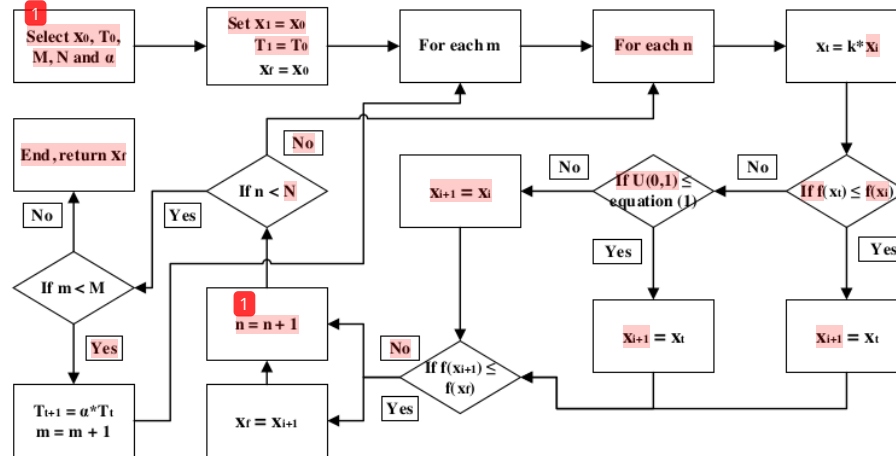 1
Select x₀, T₀,
M, N and α
Set x₁ = x₀
T₁ = T₀
xf = x₀
For each m
For each n
xt = k* xi
End, return xf
No
If n < N
Yes
No
If m < M
Yes
Tt+1 = α*Tt
m = m + 1
1
n = n + 1
xf = xi+1
xi+1 = xi
No
If U(0,1) ≤
equation (1)
No
If f(xt) ≤ f(xi)
Yes
Yes
xi+1 = xt
xi+1 = xt
No
If f(xi+1) ≤
f(xf)
Yes